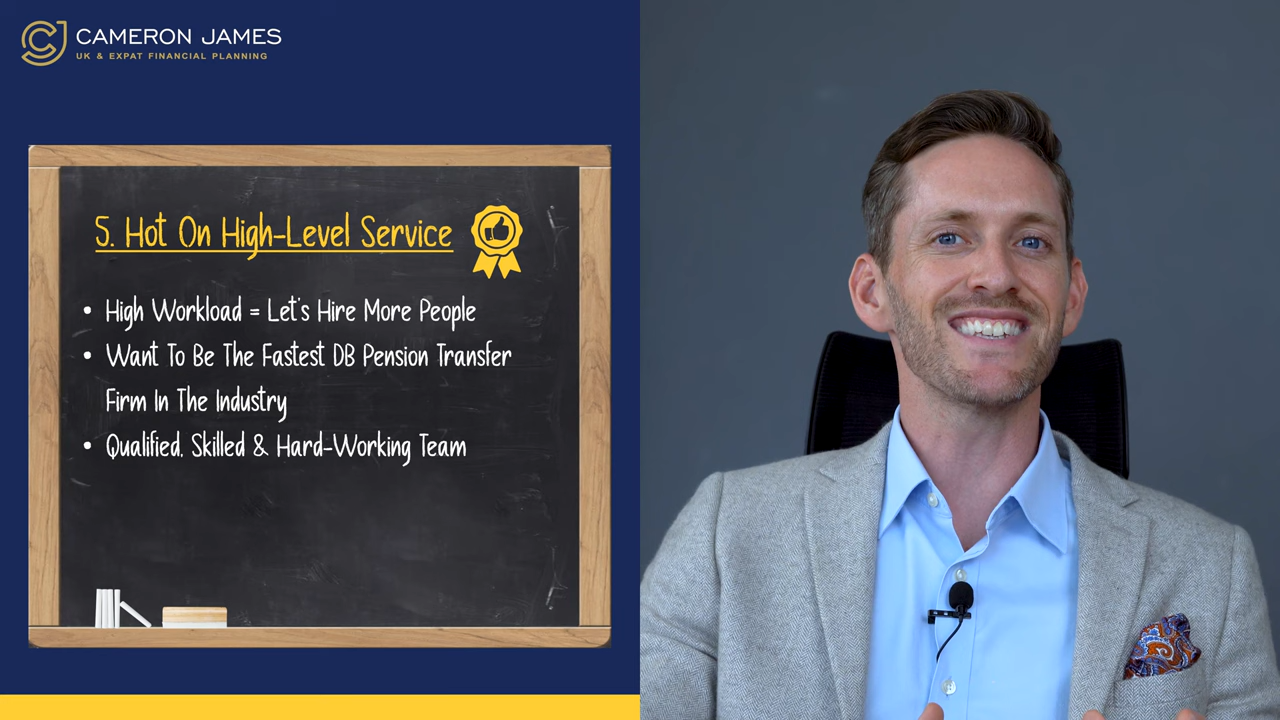 CAMERON JAMES
UK & EXPAT FINANCIAL PLANNING
5. Hot On High-Level Service
• High Workload = Let's Hire More People
• Want To Be The Fastest DB Pension Transfer
Firm In The Industry
• Qualified, Skilled & Hard-Working Team